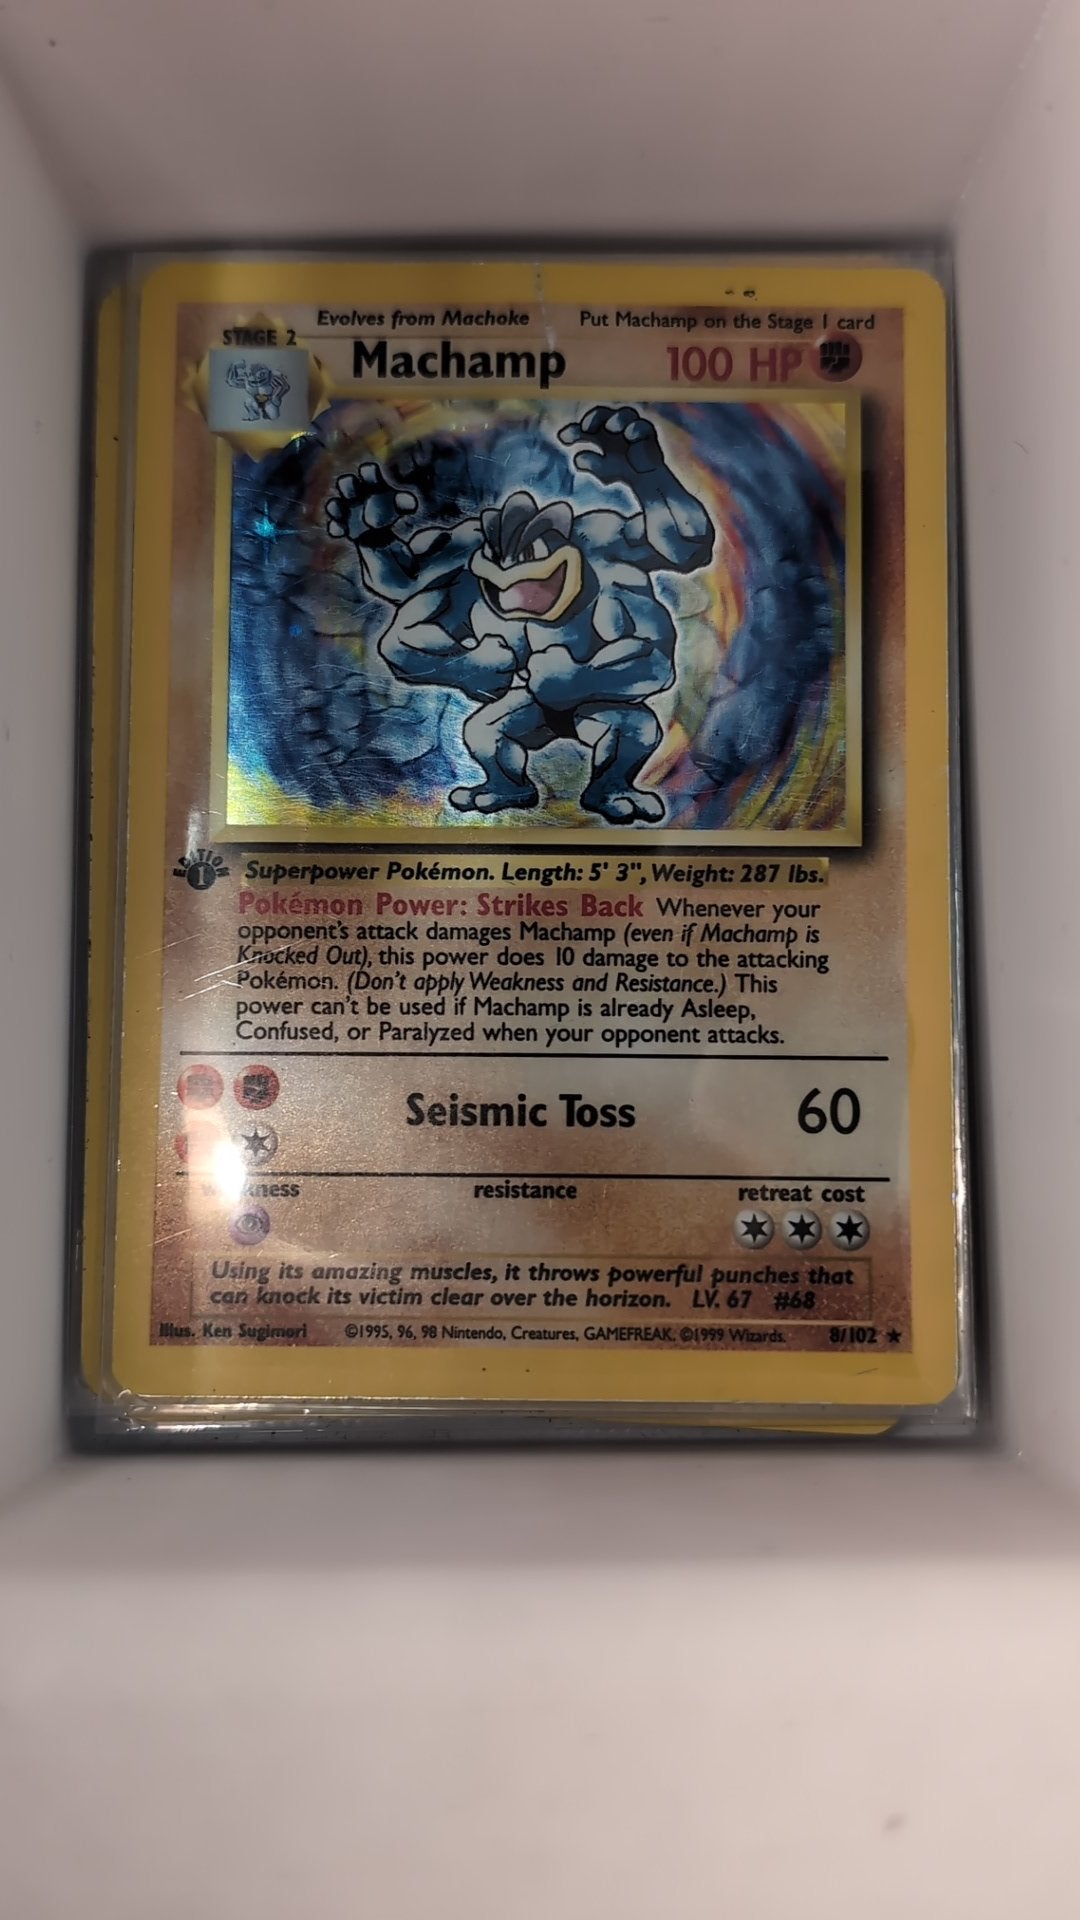 Evolves from Machoke
Put Machamp on the Stage 1 card
STAGE 2
Machamp
100 HP
EDITION
1
Superpower Pokémon. Length: 5' 3", Weight: 287 lbs.
Pokémon Power: Strikes Back Whenever your
opponent's attack damages Machamp (even if Machamp is
Knocked Out), this power does 10 damage to the attacking
Pokémon. (Don't apply Weakness and Resistance.) This
power can't be used if Machamp is already Asleep,
Confused, or Paralyzed when your opponent attacks.
Seismic Toss
60
weakness
resistance
retreat cost
Using its amazing muscles, it throws powerful punches that
can knock its victim clear over the horizon. LV. 67 #68
Illus. Ken Sugimori
©1995, 96, 98 Nintendo, Creatures, GAMEFREAK. ©1999 Wizards.
8/102 ★